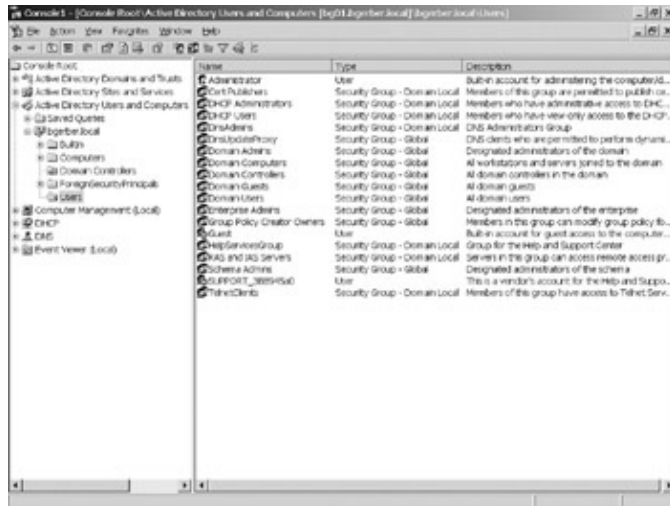 Console1 - [Console Root\Active Directory Users and Computers [bg01.bgerber.local]\bgerber.local\Users]
File Action View Favorites Window Help
Console Root
Active Directory Domains and Trusts
Active Directory Sites and Services
Active Directory Users and Computers
Saved Queries
bgerber.local
Builtin
Computers
Domain Controllers
ForeignSecurityPrincipals
Users
Computer Management (Local)
DHCP
DNS
Event Viewer (Local)
Name Type Description
Administrator User Built-in account for administering the computer/d...
Cert Publishers Security Group - Domain Local Members of this group are permitted to publish ce...
DHCP Administrators Security Group - Domain Local Members who have administrative access to DHC...
DHCP Users Security Group - Domain Local Members who have view-only access to the DHCP...
DnsAdmins Security Group - Domain Local DNS Administrators Group
DnsUpdateProxy Security Group - Global DNS clients who are permitted to perform dynami...
Domain Admins Security Group - Global Designated administrators of the domain
Domain Computers Security Group - Global All workstations and servers joined to the domain
Domain Controllers Security Group - Global All domain controllers in the domain
Domain Guests Security Group - Global All domain guests
Domain Users Security Group - Global All domain users
Enterprise Admins Security Group - Global Designated administrators of the enterprise
Group Policy Creator Owners Security Group - Global Members in this group can modify group policy fo...
Guest User Built-in account for guest access to the computer...
HelpServicesGroup Security Group - Domain Local Group for the Help and Support Center
RAS and IAS Servers Security Group - Domain Local Servers in this group can access remote access pr...
Schema Admins Security Group - Global Designated administrators of the schema
SUPPORT_388945a0 User This is a vendor's account for the Help and Suppo...
TelnetClients Security Group - Domain Local Members of this group have access to Telnet Serv...